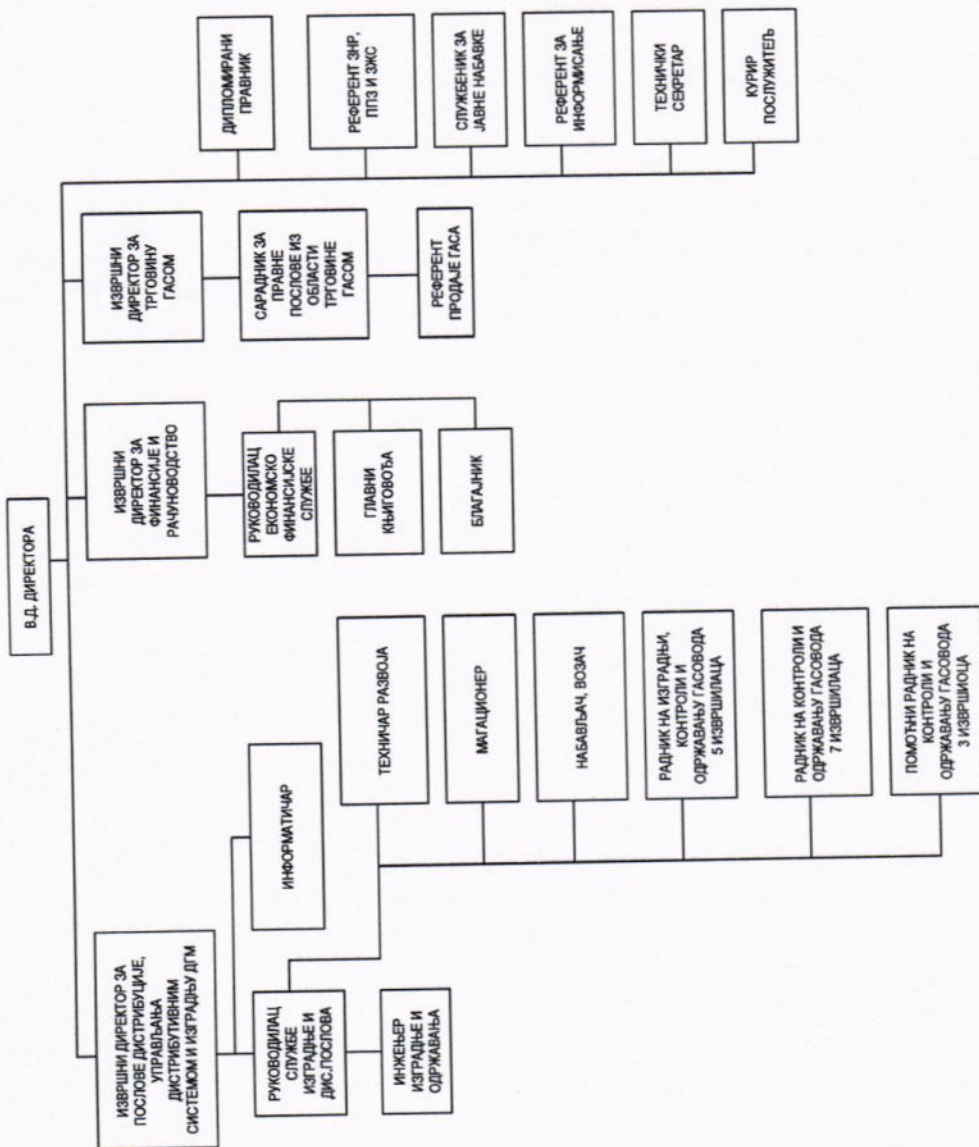 В.Д. ДИРЕКТОРА
ИЗВРШНИ ДИРЕКТОР ЗА
ПОСЛОВЕ ДИСТРИБУЦИЈЕ,
УПРАВЉАЊА
ДИСТРИБУТИВНИМ
СИСТЕМОМ И ИЗГРАДЊУ ДГМ
РУКОВОДИЛАЦ
СЛУЖБЕ
ИЗГРАДЊЕ И
ДИС.ПОСЛОВА
ИНФОРМАТИЧАР
ИНЖЕЊЕР
ИЗГРАДЊЕ И
ОДРЖАВАЊА
ТЕХНИЧАР РАЗВОЈА
МАГАЦИОНЕР
НАБАВЉАЧ, ВОЗАЧ
РАДНИК НА ИЗГРАДЊИ,
КОНТРОЛИ И
ОДРЖАВАЊУ ГАСОВОДА
5 ИЗВРШИЛАЦА
РАДНИК НА КОНТРОЛИ И
ОДРЖАВАЊУ ГАСОВОДА
7 ИЗВРШИЛАЦА
ПОМОЋНИ РАДНИК НА
КОНТРОЛИ И
ОДРЖАВАЊУ ГАСОВОДА
3 ИЗВРШИОЦА
ИЗВРШНИ
ДИРЕКТОР ЗА
ФИНАНСИЈЕ И
РАЧУНОВОДСТВО
РУКОВОДИЛАЦ
ЕКОНОМСКО
ФИНАНСИЈСКЕ
СЛУЖБЕ
ГЛАВНИ
КЊИГОВОЂА
БЛАГАЈНИК
ИЗВРШНИ
ДИРЕКТОР ЗА
ТРГОВИНУ
ГАСОМ
САРАДНИК ЗА
ПРАВНЕ
ПОСЛОВЕ ИЗ
ОБЛАСТИ
ТРГОВИНЕ
ГАСОМ
РЕФЕРЕНТ
ПРОДАЈЕ ГАСА
ДИПЛОМИРАНИ
ПРАВНИК
РЕФЕРЕНТ ЗНР,
ППЗ И ЗЖС
СЛУЖБЕНИК ЗА
ЈАВНЕ НАБАВКЕ
РЕФЕРЕНТ ЗА
ИНФОРМИСАЊЕ
ТЕХНИЧКИ
СЕКРЕТАР
КУРИР
ПОСЛУЖИТЕЉ